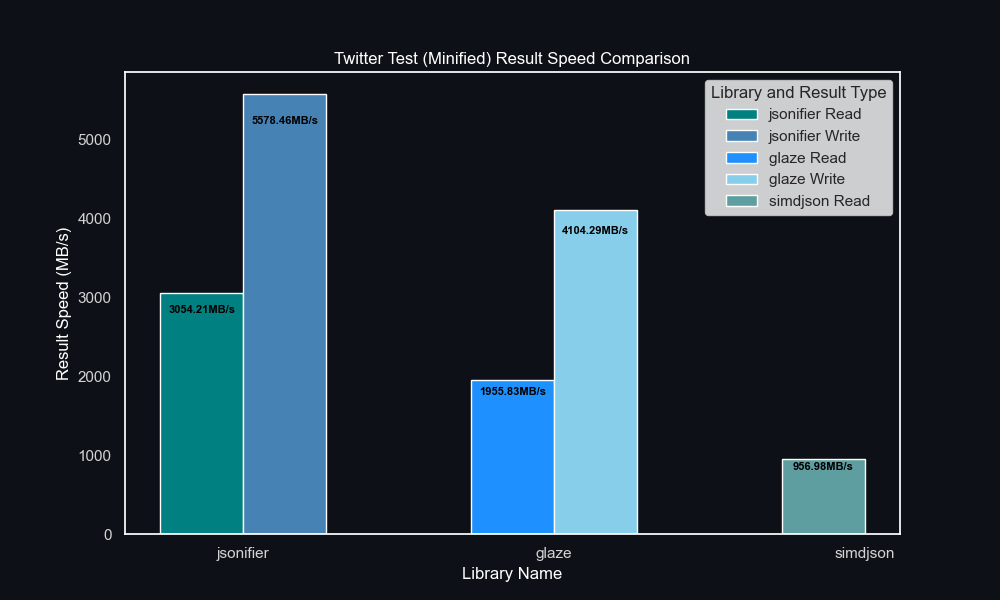 Twitter Test (Minified) Result Speed Comparison
Library and Result Type
jsonifier Read
jsonifier Write
glaze Read
glaze Write
simdjson Read
5578.46MB/s
4104.29MB/s
3054.21MB/s
1955.83MB/s
956.98MB/s
Result Speed (MB/s)
5000
4000
3000
2000
1000
0
jsonifier
glaze
simdjson
Library Name